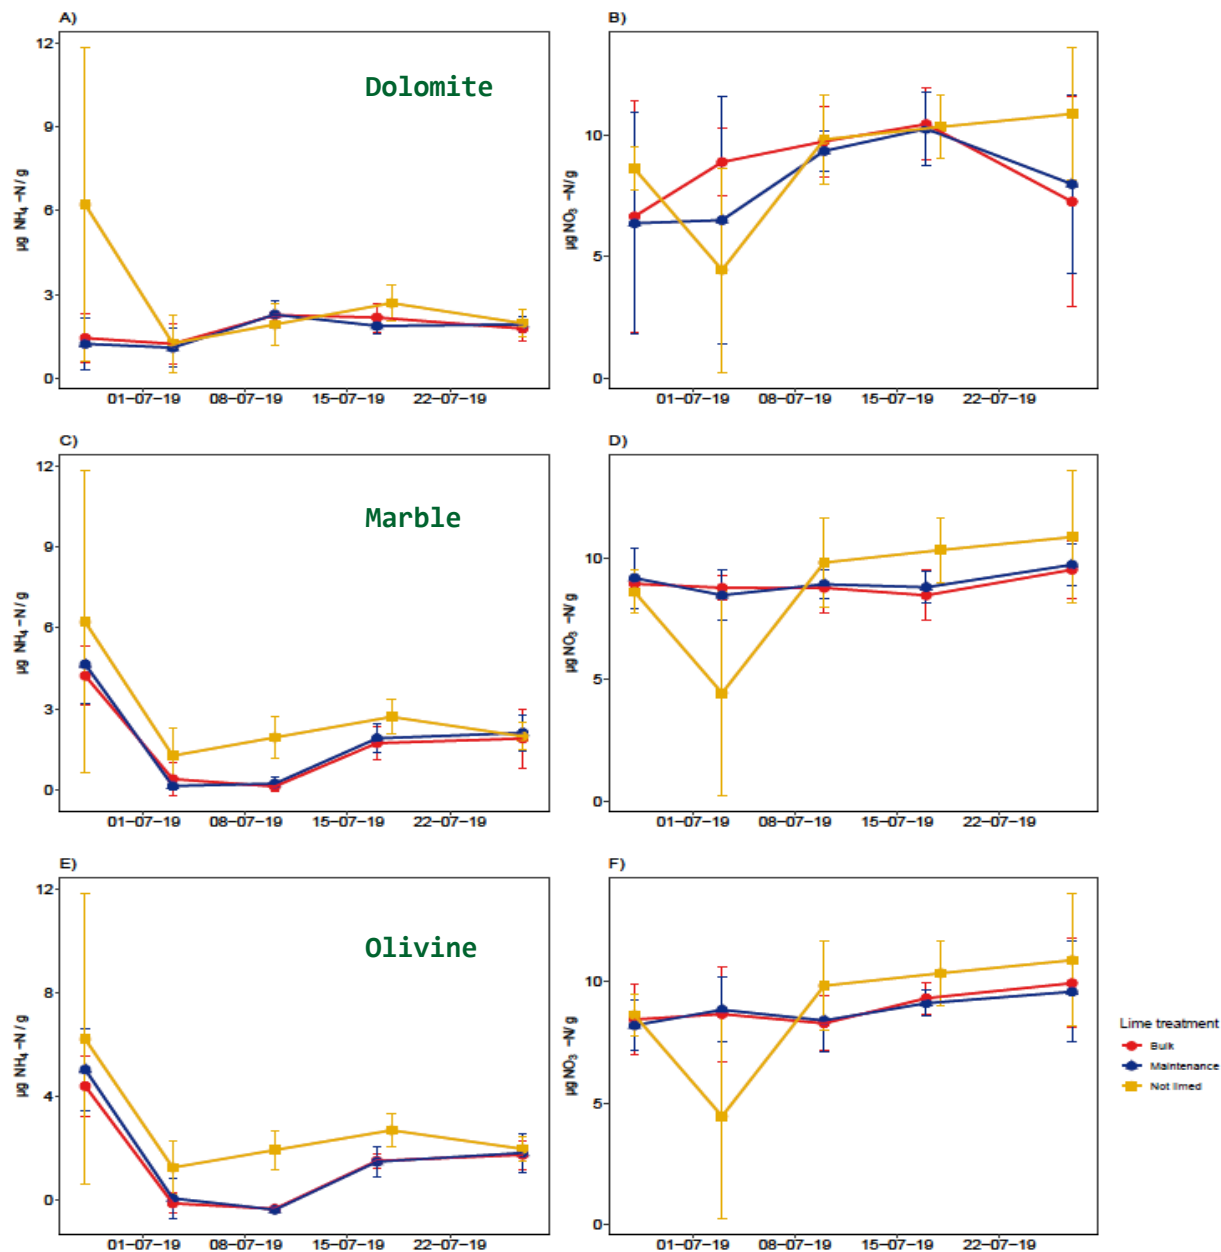 A)
B)
12
9
6
3
0
µg NH₄ –N/ g
Dolomite
01–07–19 08–07–19 15–07–19 22–07–19
10
5
0
µg NO₃ –N/g
01–07–19 08–07–19 15–07–19 22–07–19
C)
D)
12
9
6
3
0
µg NH₄ –N/ g
Marble
01–07–19 08–07–19 15–07–19 22–07–19
10
5
0
µg NO₃ –N/g
01–07–19 08–07–19 15–07–19 22–07–19
E)
F)
12
8
4
0
µg NH₄ –N/ g
Olivine
01–07–19 08–07–19 15–07–19 22–07–19
10
5
0
µg NO₃ –N/g
01–07–19 08–07–19 15–07–19 22–07–19
Lime treatment
Bulk
Maintenance
Not limed